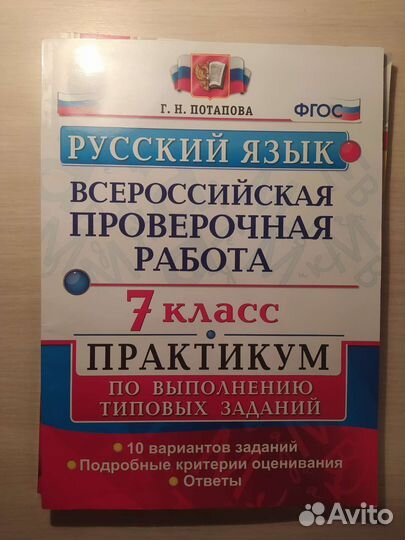 Г. Н. ПОТАПОВА
ФГОС
РУССКИЙ ЯЗЫК
ВСЕРОССИЙСКАЯ
ПРОВЕРОЧНАЯ
РАБОТА
7 КЛАСС
ПРАКТИКУМ
ПО ВЫПОЛНЕНИЮ
ТИПОВЫХ ЗАДАНИЙ
• 10 вариантов заданий
• Подробные критерии оценивания
• Ответы
Avito